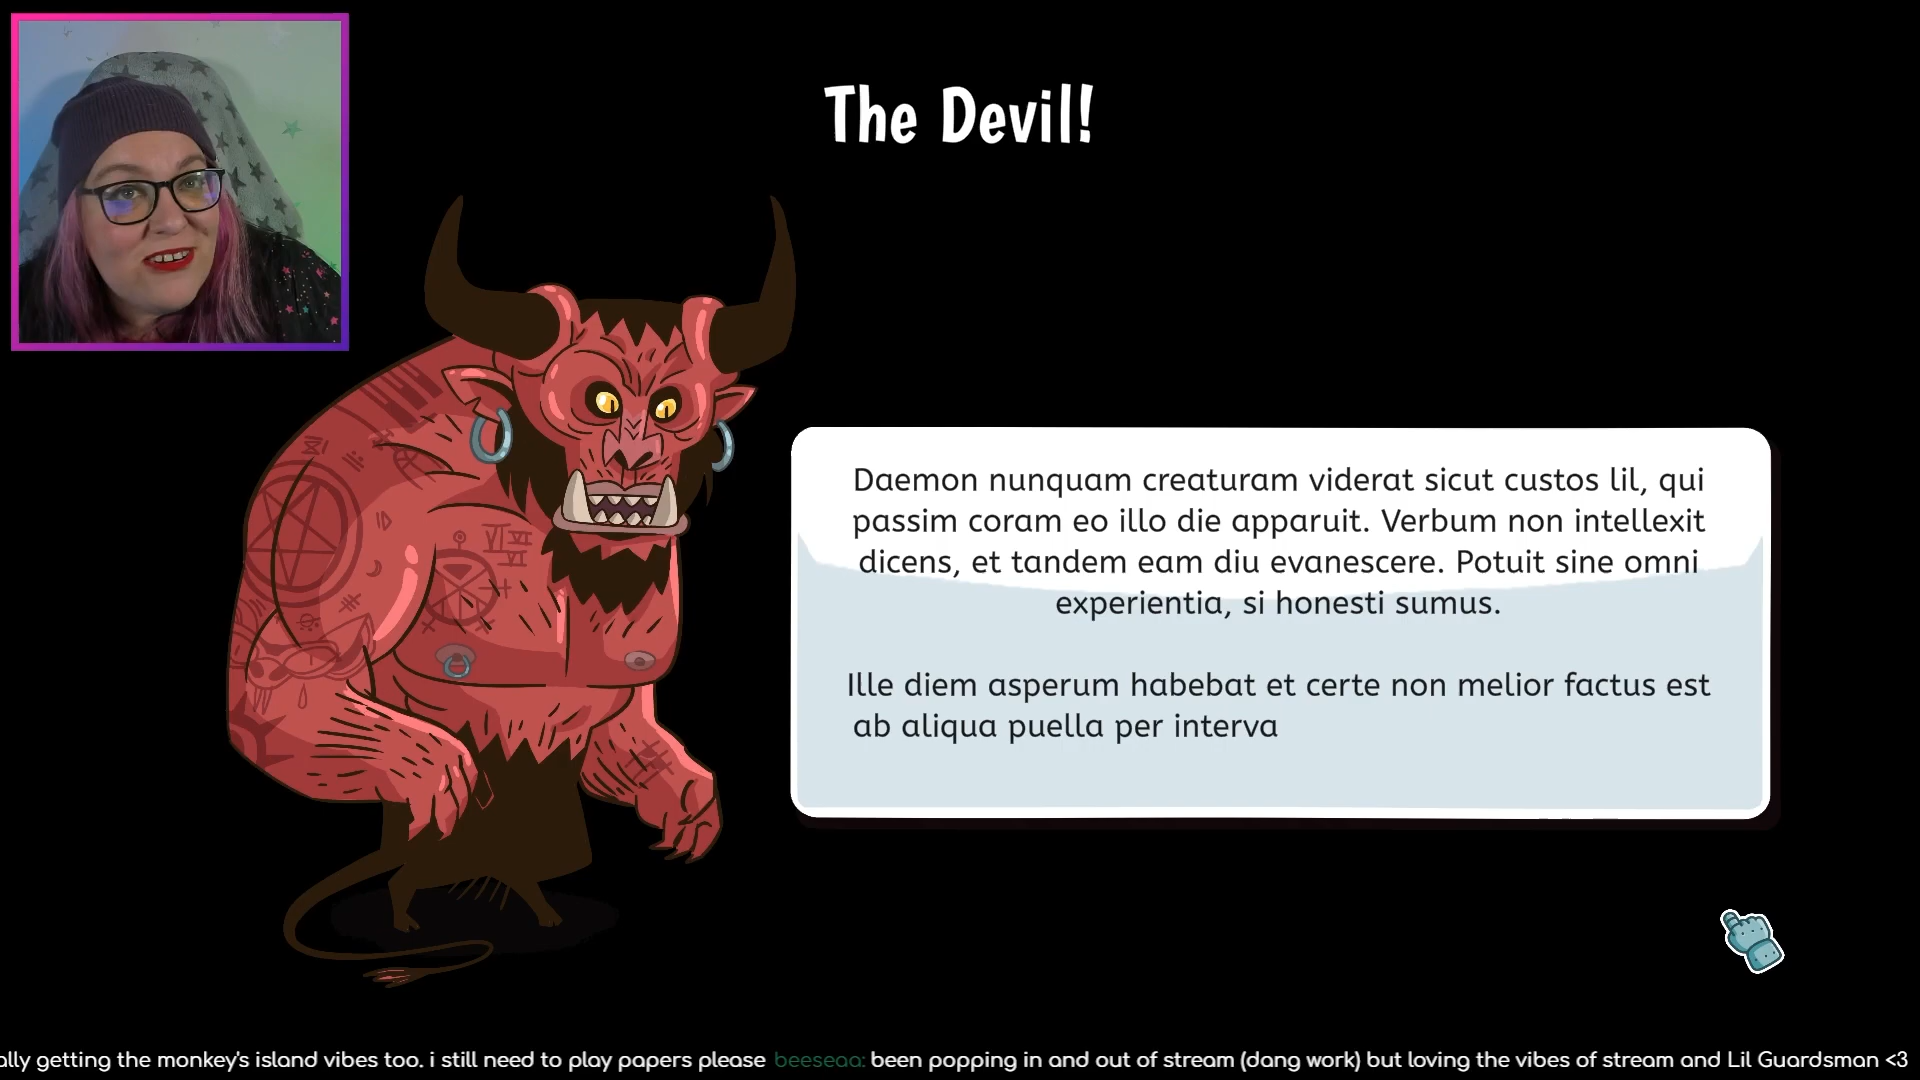 The Devil!
Daemon nunquam creaturam viderat sicut custos lil, qui
passim coram eo illo die apparuit. Verbum non intellexit
dicens, et tandem eam diu evanescere. Potuit sine omni
experientia, si honesti sumus.
Ille diem asperum habebat et certe non melior factus est
ab aliqua puella per interva
ally getting the monkey's island vibes too. i still need to play papers please beeseaa: been popping in and out of stream (dang work) but loving the vibes of stream and Lil Guardsman <3